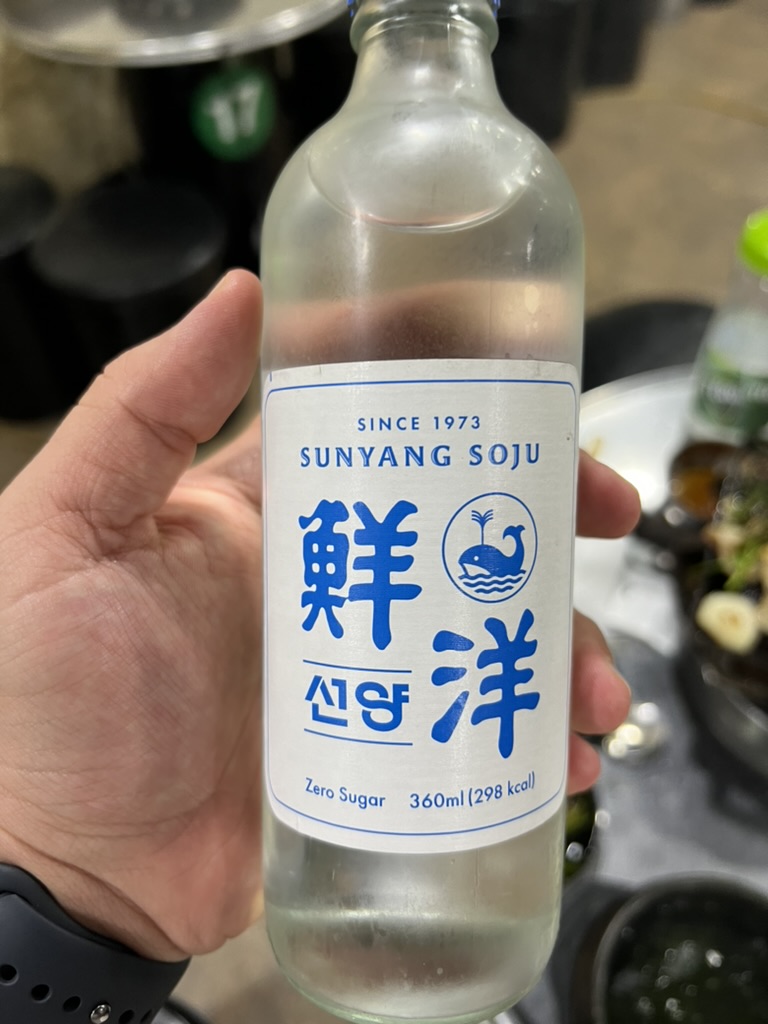 17
SINCE 1973
SUNYANG SOJU
鮮
洋
선양
Zero Sugar 360ml (298 kcal)